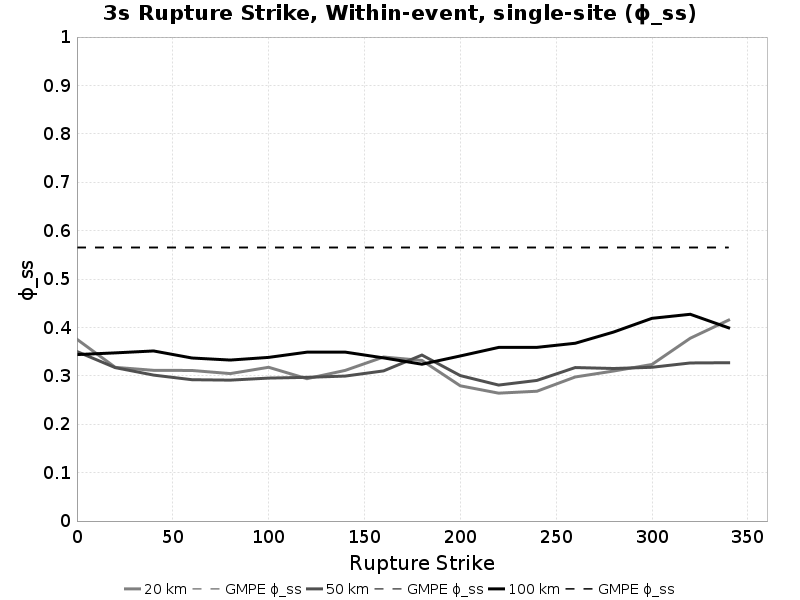 3s Rupture Strike, Within-event, single-site (ϕ_ss)
1
0.9
0.8
0.7
0.6
0.5
0.4
0.3
0.2
0.1
0
ϕ_ss
0 50 100 150 200 250 300 350
Rupture Strike
20 km GMPE ϕ_ss 50 km GMPE ϕ_ss 100 km GMPE ϕ_ss